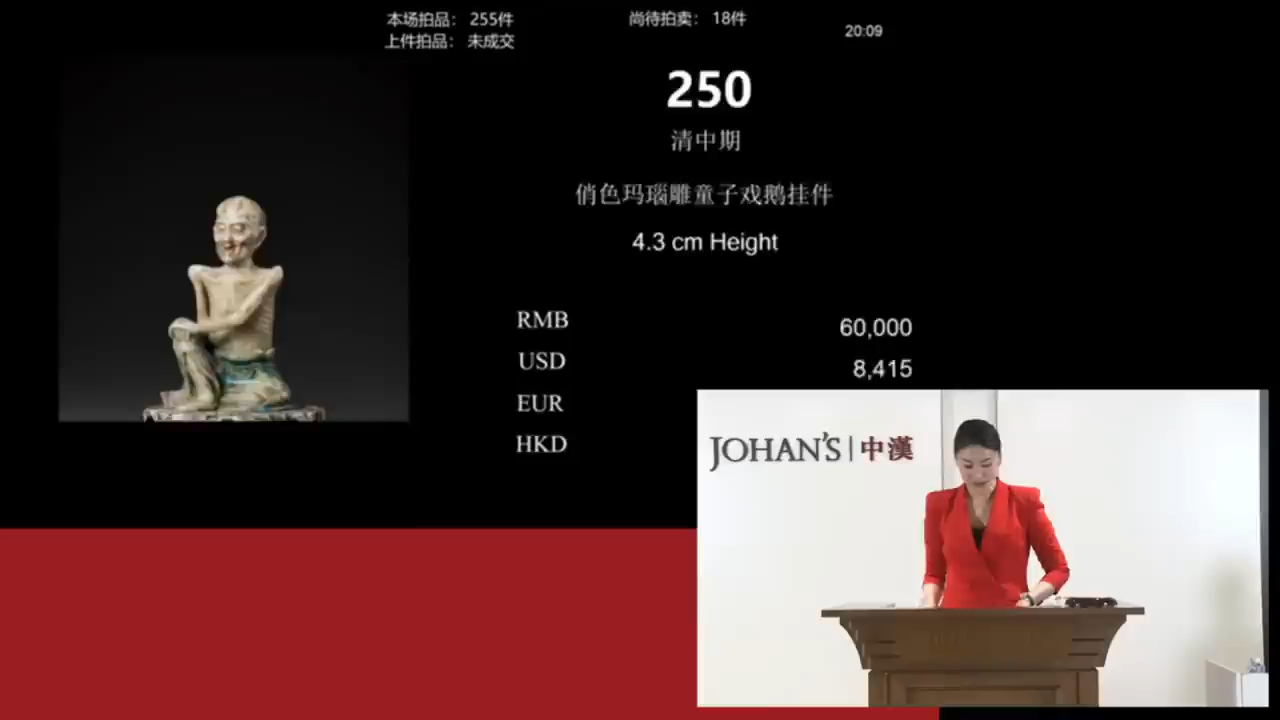 本场拍品： 255件
尚待拍卖： 18件
上件拍品： 未成交
20:09
250
清中期
俏色玛瑙雕童子戏鹅挂件
4.3 cm Height
RMB 60,000
USD 8,415
EUR
HKD
JOHAN'S | 中漢